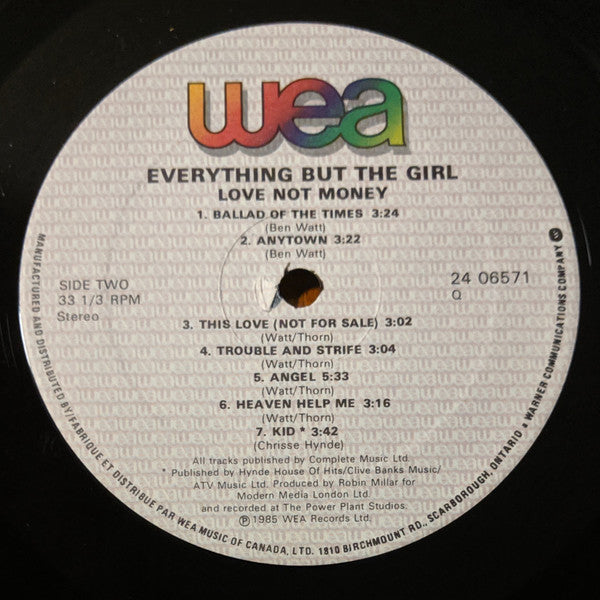 wea
EVERYTHING BUT THE GIRL
LOVE NOT MONEY
1. BALLAD OF THE TIMES 3:24
(Ben Watt)
2. ANYTOWN 3:22
(Ben Watt)
SIDE TWO
33 1/3 RPM
Stereo
24 06571
Q
3. THIS LOVE (NOT FOR SALE) 3:02
(Watt/Thorn)
4. TROUBLE AND STRIFE 3:04
(Watt/Thorn)
5. ANGEL 5:33
(Watt/Thorn)
6. HEAVEN HELP ME 3:16
(Watt/Thorn)
7. KID * 3:42
(Chrisse Hynde)
All tracks published by Complete Music Ltd.
* Published by Hynde House Of Hits/Clive Banks Music/
ATV Music Ltd. Produced by Robin Millar for
Modern Media London Ltd
and recorded at The Power Plant Studios.
Ⓟ 1985 WEA Records Ltd.
MANUFACTURED AND DISTRIBUTED BY/FABRIQUE ET DISTRIBUE PAR WEA MUSIC OF CANADA, LTD. 1810 BIRCHMOUNT RD., SCARBOROUGH, ONTARIO a WARNER COMMUNICATIONS COMPANY